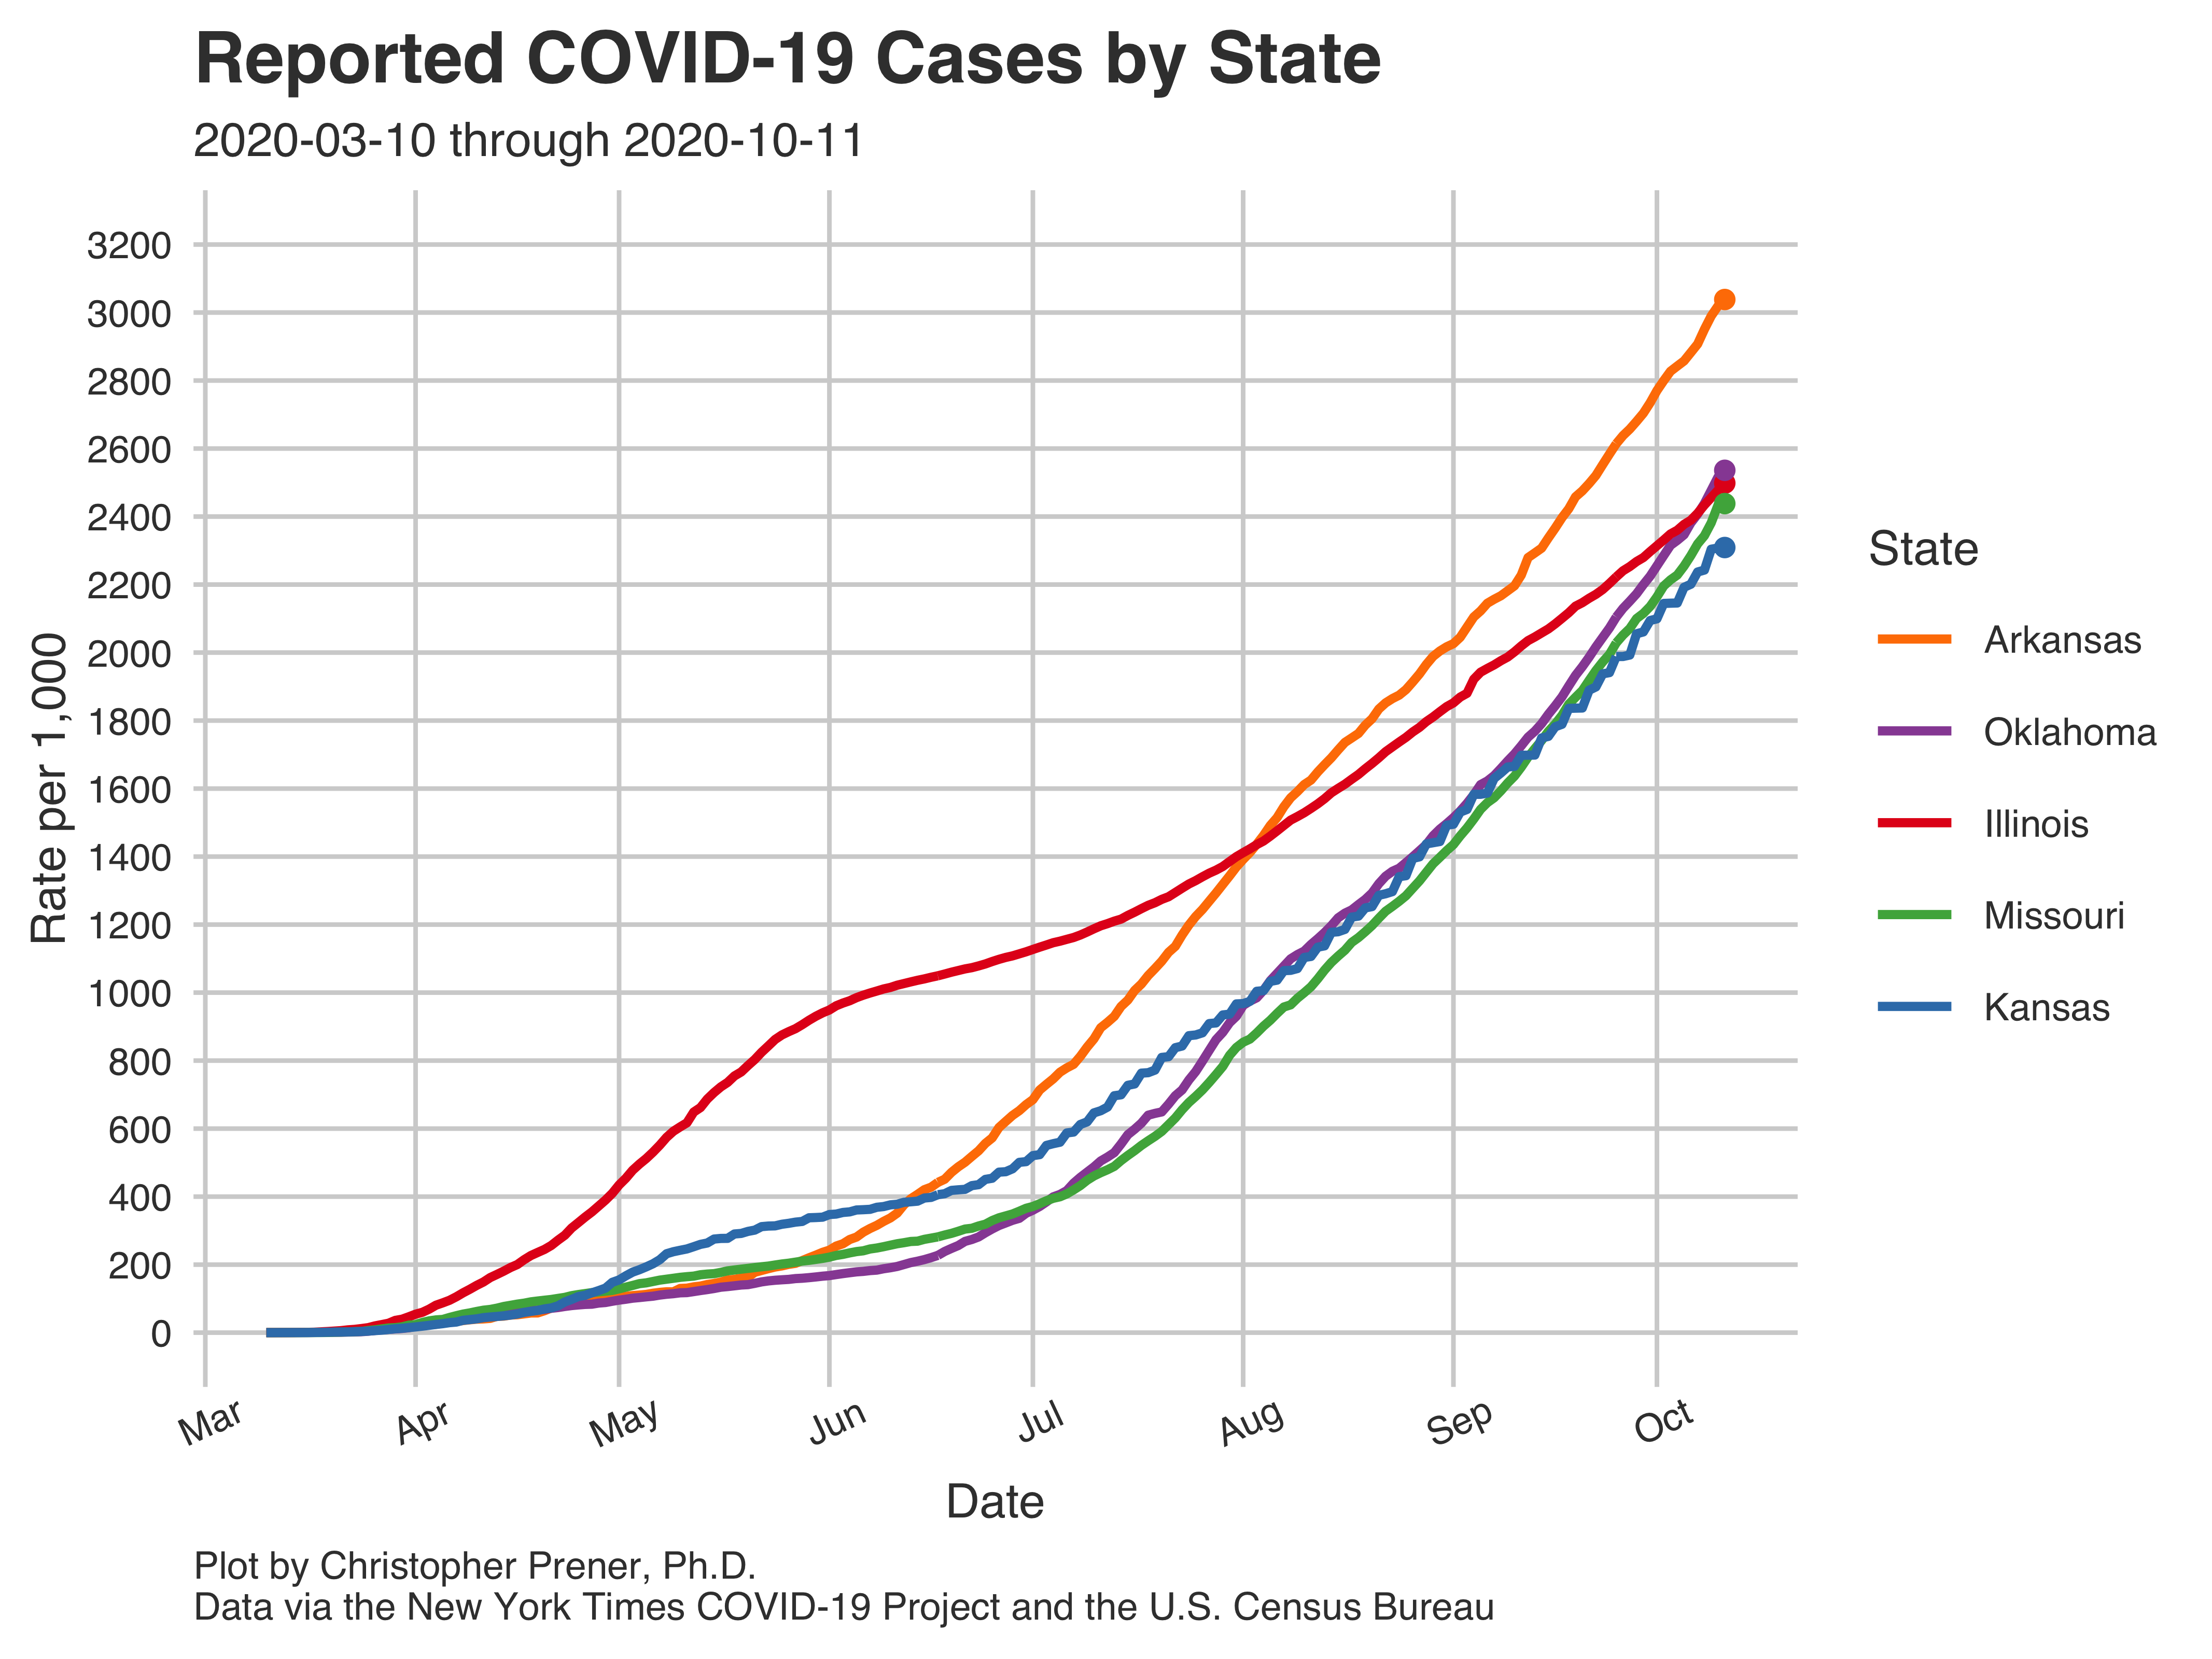 Reported COVID-19 Cases by State
2020-03-10 through 2020-10-11
Rate per 1,000
3200
3000
2800
2600
2400
2200
2000
1800
1600
1400
1200
1000
800
600
400
200
0
Mar
Apr
May
Jun
Jul
Aug
Sep
Oct
Date
State
Arkansas
Oklahoma
Illinois
Missouri
Kansas
Plot by Christopher Prener, Ph.D.
Data via the New York Times COVID-19 Project and the U.S. Census Bureau